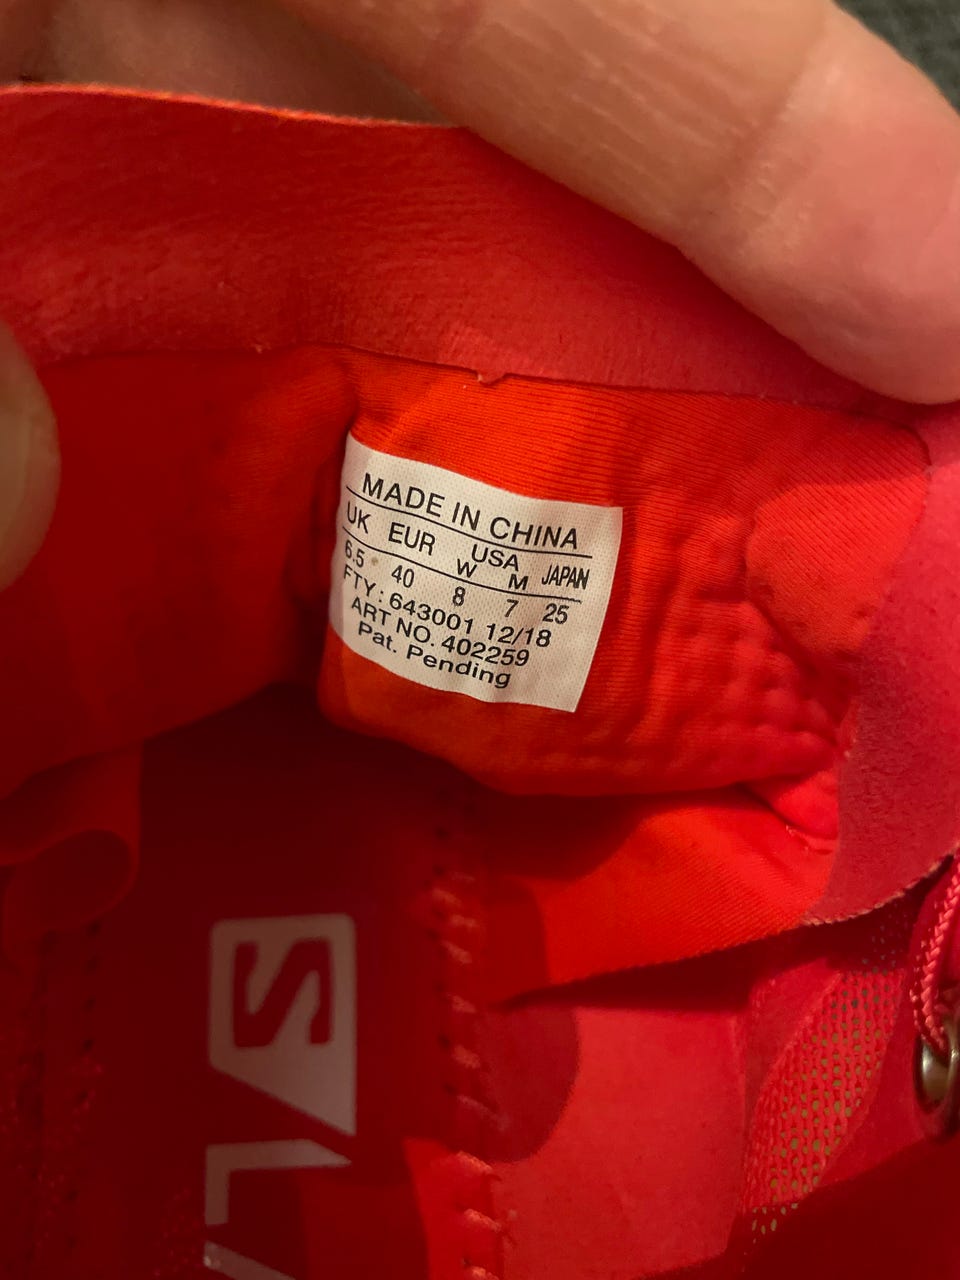 MADE IN CHINA
UK EUR USA JAPAN
W M
6.5 40 8 7 25
FTY: 643001 12/18
ART NO. 402259
Pat. Pending
S